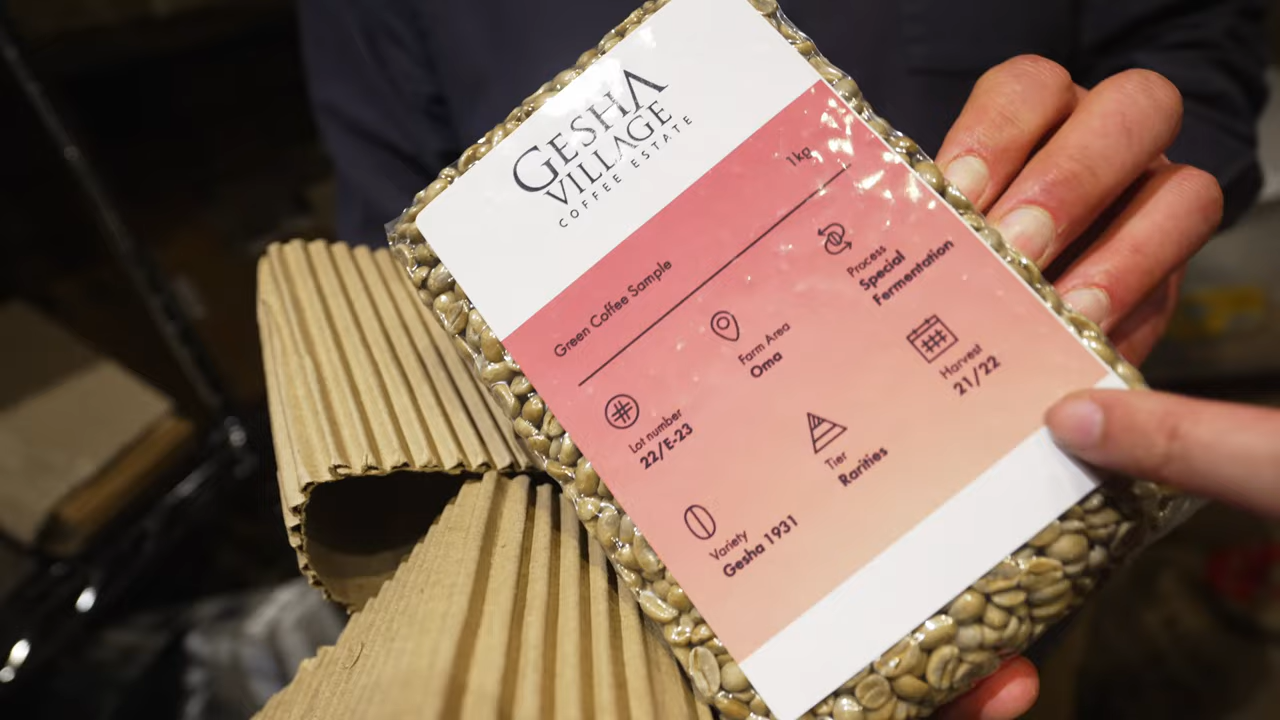 GESHA
VILLAGE
COFFEE ESTATE
1kg
Green Coffee Sample
Lot number
22/E-23
Farm Area
Oma
Process
Special
Fermentation
Variety
Gesha 1931
Tier
Rarities
Harvest
21/22